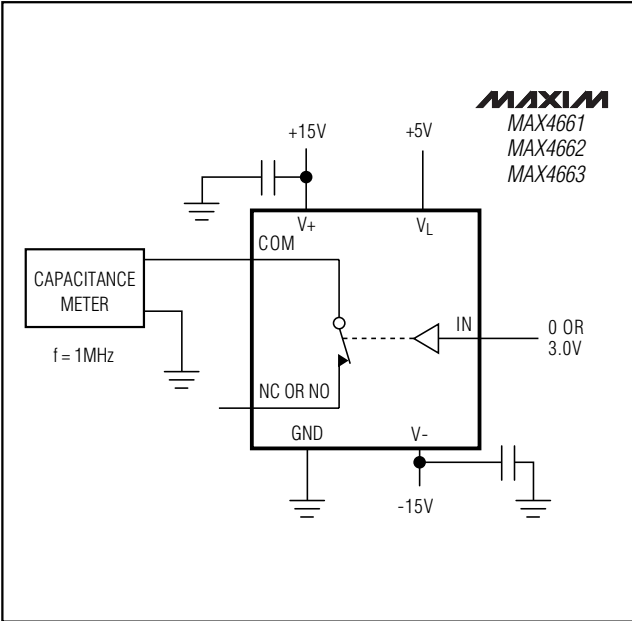 MAXIM
MAX4661
MAX4662
MAX4663
+15V
+5V
V+
VL
COM
CAPACITANCE
METER
f = 1MHz
IN
0 OR
3.0V
NC OR NO
GND
V-
-15V